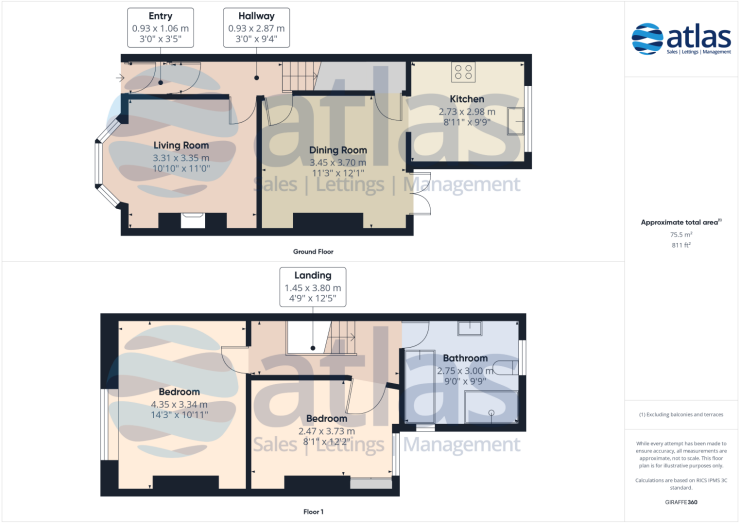 Entry
0.93 x 1.06 m
3'0" x 3'5"
Hallway
0.93 x 2.87 m
3'0" x 9'4"
Living Room
3.31 x 3.35 m
10'10" x 11'0"
Dining Room
3.45 x 3.70 m
11'3" x 12'1"
Kitchen
2.73 x 2.98 m
8'11" x 9'9"
atlas
Sales | Lettings | Management
Ground Floor
Landing
1.45 x 3.80 m
4'9" x 12'5"
Bedroom
4.35 x 3.34 m
14'3" x 10'11"
Bedroom
2.47 x 3.73 m
8'1" x 12'2"
Bathroom
2.75 x 3.00 m
9'0" x 9'9"
atlas
Sales | Lettings | Management
Floor 1
atlas
Sales | Lettings | Management
Approximate total area⁽¹⁾
75.5 m²
811 ft²
(1) Excluding balconies and terraces
While every attempt has been made to
ensure accuracy, all measurements are
approximate, not to scale. This floor
plan is for illustrative purposes only.
Calculations are based on RICS IPMS 3C
standard.
GIRAFFE360